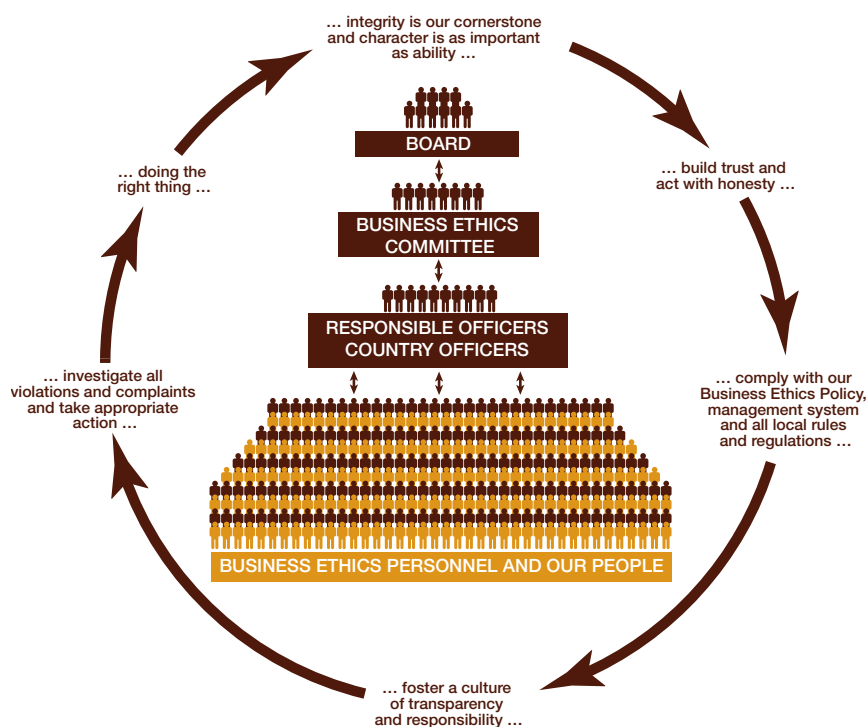 ... integrity is our cornerstone
and character is as important
as ability ...
BOARD
... doing the
right thing ...
... build trust and
act with honesty ...
BUSINESS ETHICS
COMMITTEE
RESPONSIBLE OFFICERS
COUNTRY OFFICERS
... investigate all
violations and complaints
and take appropriate
action ...
... comply with our
Business Ethics Policy,
management system
and all local rules
and regulations ...
BUSINESS ETHICS PERSONNEL AND OUR PEOPLE
... foster a culture
of transparency
and responsibility ...